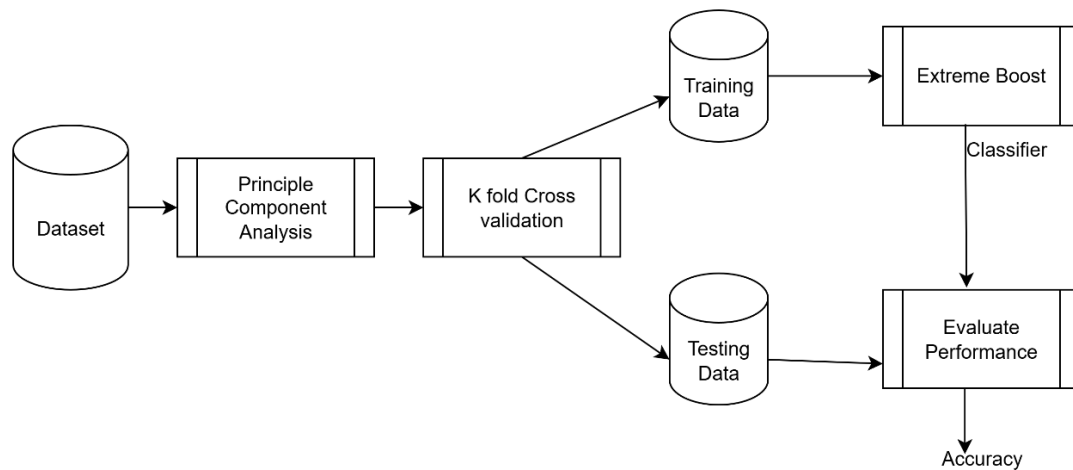 Dataset
Principle
Component
Analysis
K fold Cross
validation
Training
Data
Extreme Boost
Classifier
Testing
Data
Evaluate
Performance
Accuracy